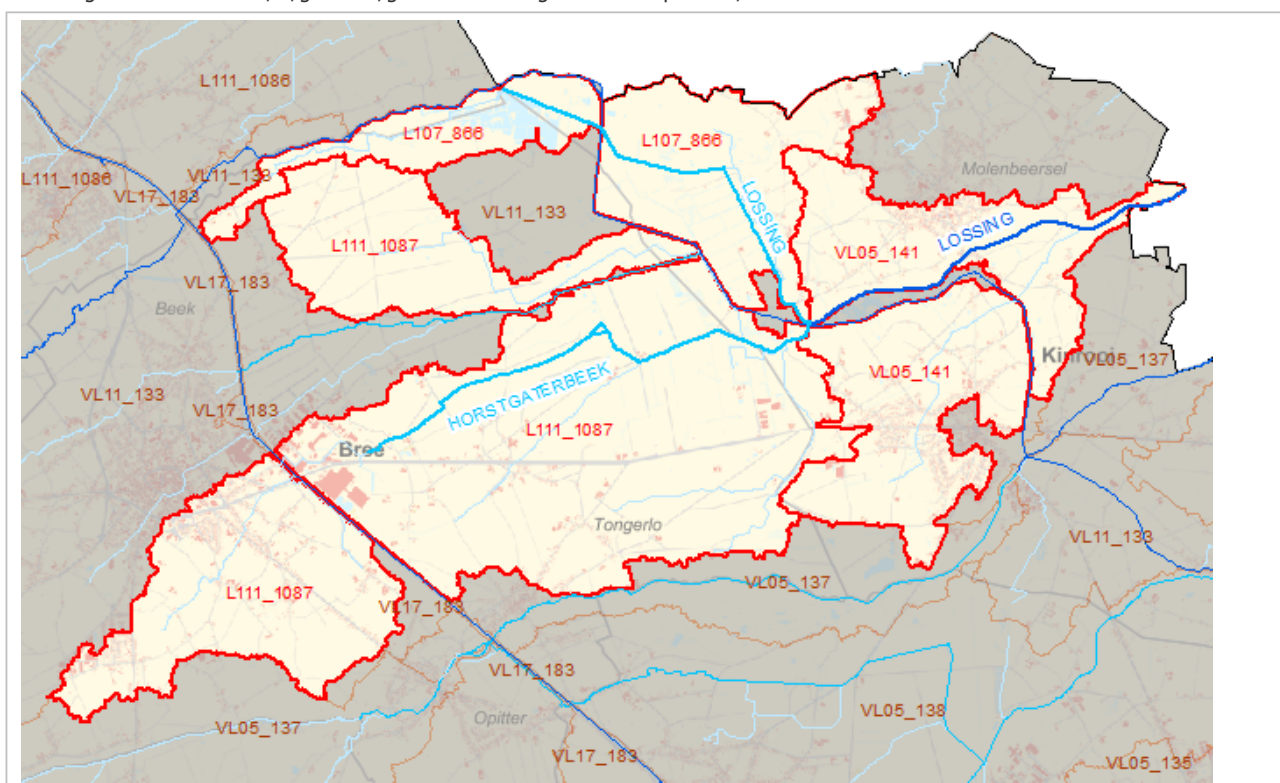 L111_1086
L107_866
L107_866
VL11_133
L111_1086
VL17_183
VL11_133
Molenbeersel
LOSSING
LOSSING
L111_1087
VL05_141
VL17_183
Beek
VL05_137
VL05_141
VL11_133
VL17_183
HORSTGATERBEEK
L111_1087
Bree
Tongerlo
VL11_133
VL05_137
L111_1087
VL17_183
VL17_183
VL05_137
Opitter
VL05_138
VL17_183
VL05_135